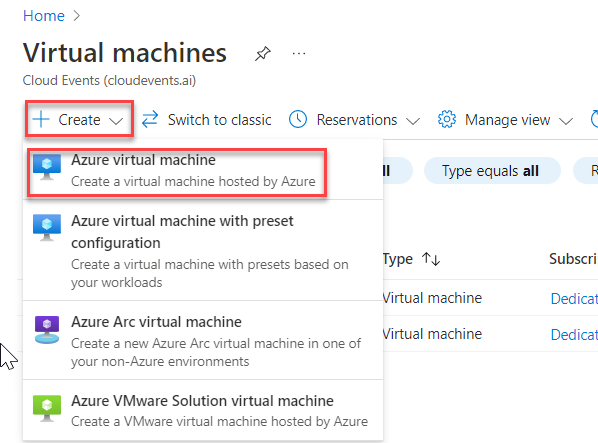 Home
Virtual machines
Cloud Events (cloudevents.ai)
Create
Switch to classic
Reservations
Manage view
Azure virtual machine
Create a virtual machine hosted by Azure
Azure virtual machine with preset
configuration
Create a virtual machine with presets based on
your workloads
Azure Arc virtual machine
Create a new Azure Arc virtual machine in one of
your non-Azure environments
Azure VMware Solution virtual machine
Create a VMware virtual machine hosted by Azure
Type equals all
Type
Virtual machine
Dedicat
Virtual machine
Dedicat